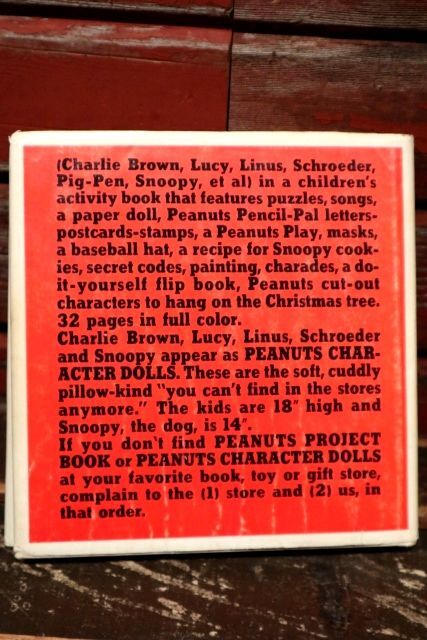 (Charlie Brown, Lucy, Linus, Schroeder,
Pig-Pen, Snoopy, et al) in a children's
activity book that features puzzles, songs,
a paper doll, Peanuts Pencil-Pal letters-
postcards-stamps, a Peanuts Play, masks,
a baseball hat, a recipe for Snoopy cook-
ies, secret codes, painting, charades, a do-
it-yourself flip book, Peanuts cut-out
characters to hang on the Christmas tree.
32 pages in full color.
Charlie Brown, Lucy, Linus, Schroeder
and Snoopy appear as PEANUTS CHAR-
ACTER DOLLS. These are the soft, cuddly
pillow-kind "you can't find in the stores
anymore." The kids are 18" high and
Snoopy, the dog, is 14".
If you don't find PEANUTS PROJECT
BOOK or PEANUTS CHARACTER DOLLS
at your favorite book, toy or gift store,
complain to the (1) store and (2) us, in
that order.